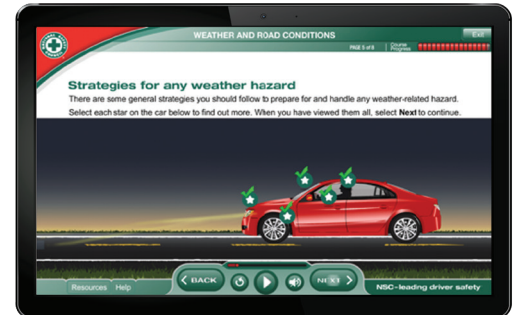 WEATHER AND ROAD CONDITIONS
Exit
PAGE 5 of 8
Course
Progress
Strategies for any weather hazard
There are some general strategies you should follow to prepare for and handle any weather-related hazard.
Select each star on the car below to find out more. When you have viewed them all, select Next to continue.
Resources Help
BACK
NEXT
NSC-leading driver safety